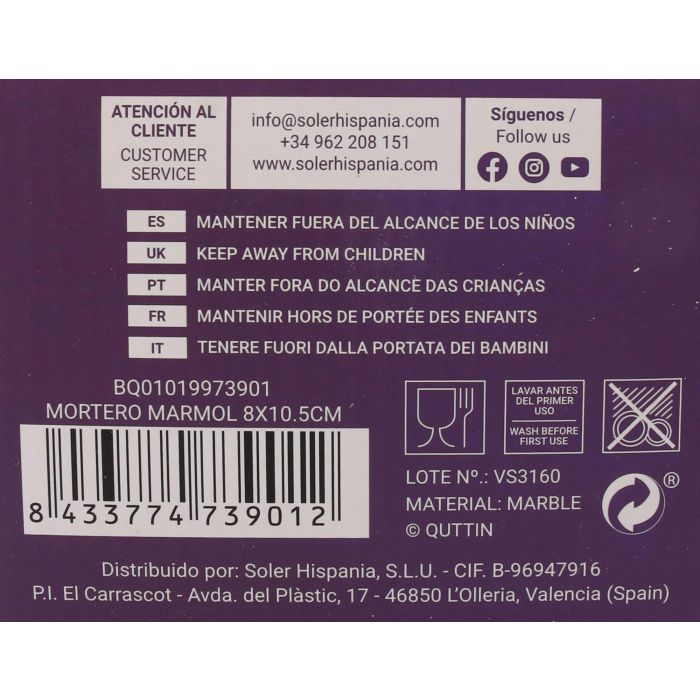 ATENCIÓN AL
CLIENTE
CUSTOMER
SERVICE
info@solerhispania.com
+34 962 208 151
www.solerhispania.com
Síguenos /
Follow us
ES MANTENER FUERA DEL ALCANCE DE LOS NIÑOS
UK KEEP AWAY FROM CHILDREN
PT MANTER FORA DO ALCANCE DAS CRIANÇAS
FR MANTENIR HORS DE PORTÉE DES ENFANTS
IT TENERE FUORI DALLA PORTATA DEI BAMBINI
BQ01019973901
MORTERO MARMOL 8X10.5CM
8 433774 739012
LAVAR ANTES
DEL PRIMER
USO
WASH BEFORE
FIRST USE
LOTE Nº.: VS3160
MATERIAL: MARBLE
© QUTTIN
®
Distribuido por: Soler Hispania, S.L.U. - CIF. B-96947916
P.I. El Carrascot - Avda. del Plàstic, 17 - 46850 L'Olleria, Valencia (Spain)